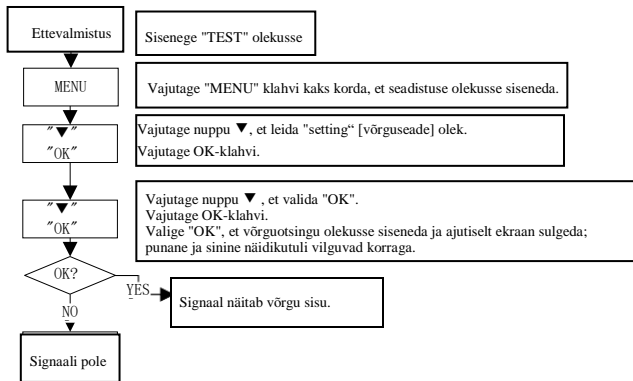 Ettevalmistus
Sisenege "TEST" olekusse
MENU
Vajutage "MENU" klahvi kaks korda, et seadistuse olekusse siseneda.
"▼"
"OK"
Vajutage nuppu ▼, et leida "setting“ [võrguseade] olek.
Vajutage OK-klahvi.
"▼"
"OK"
Vajutage nuppu ▼ , et valida "OK".
Vajutage OK-klahvi.
Valige "OK", et võrguotsingu olekusse siseneda ja ajutiselt ekraan sulgeda;
punane ja sinine näidikutuli vilguvad korraga.
OK?
YES
Signaal näitab võrgu sisu.
NO
Signaali pole